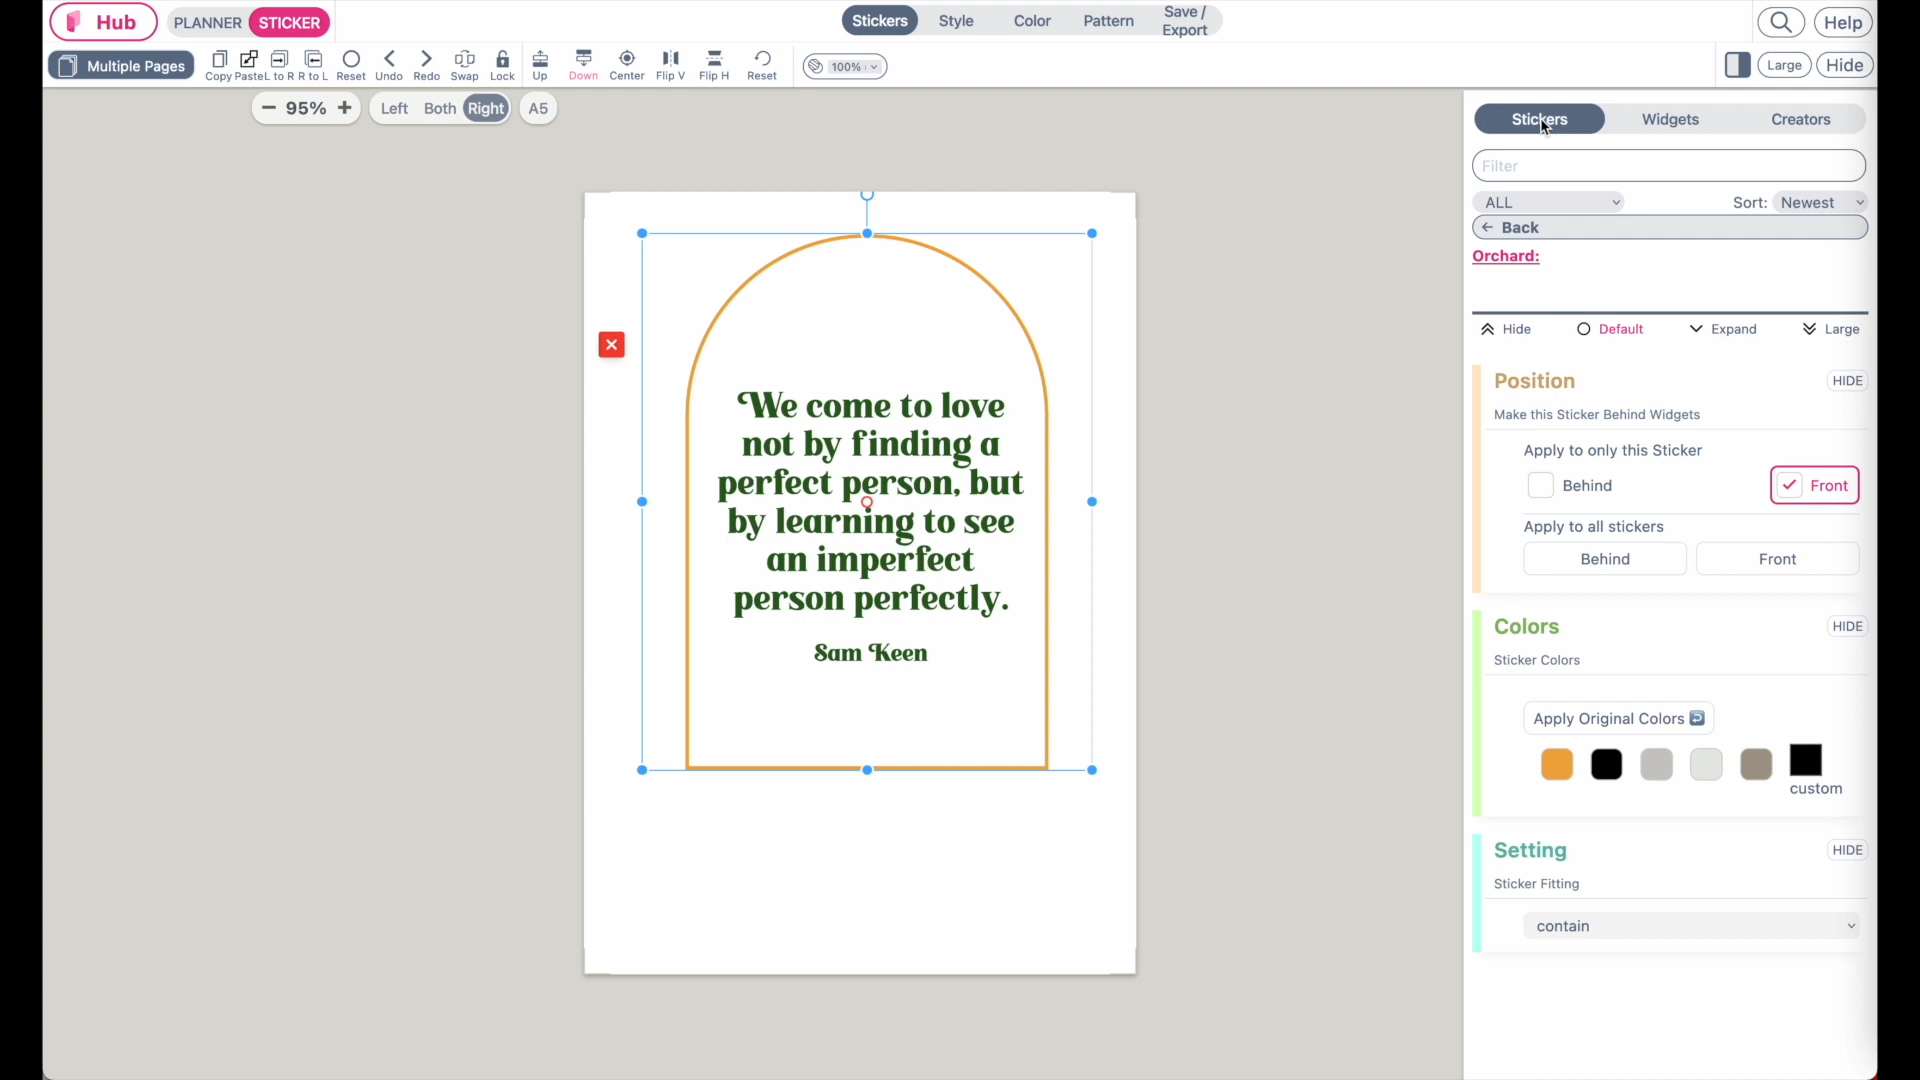 Hub
PLANNER STICKER
Stickers Style Color Pattern Save / Export
Help
Multiple Pages
Copy Paste L to R R to L Reset Undo Redo Swap Lock Up Down Center Flip V Flip H Reset
100%
Large Hide
95%
Left Both Right
A5
Stickers Widgets Creators
Filter
ALL Sort: Newest
Back
Orchard:
Hide Default Expand Large
Position HIDE
Make this Sticker Behind Widgets
Apply to only this Sticker
Behind Front
Apply to all stickers
Behind Front
Colors HIDE
Sticker Colors
Apply Original Colors
custom
Setting HIDE
Sticker Fitting
contain
We come to love
not by finding a
perfect person, but
by learning to see
an imperfect
person perfectly.
Sam Keen